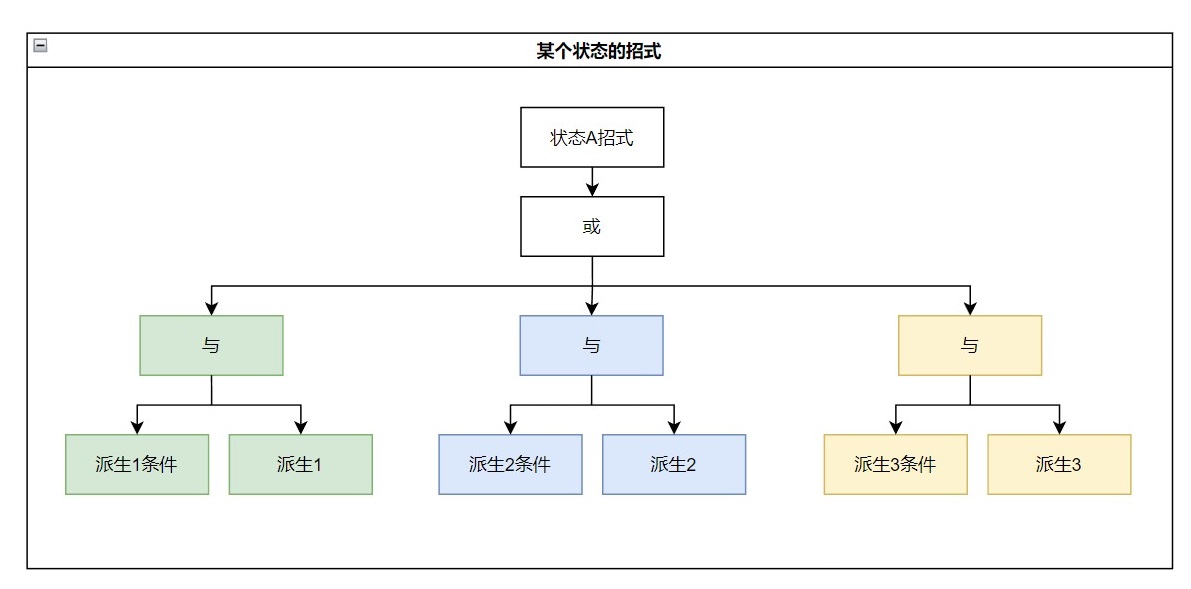 某个状态的招式
状态A招式
或
与
与
与
派生1条件
派生1
派生2条件
派生2
派生3条件
派生3